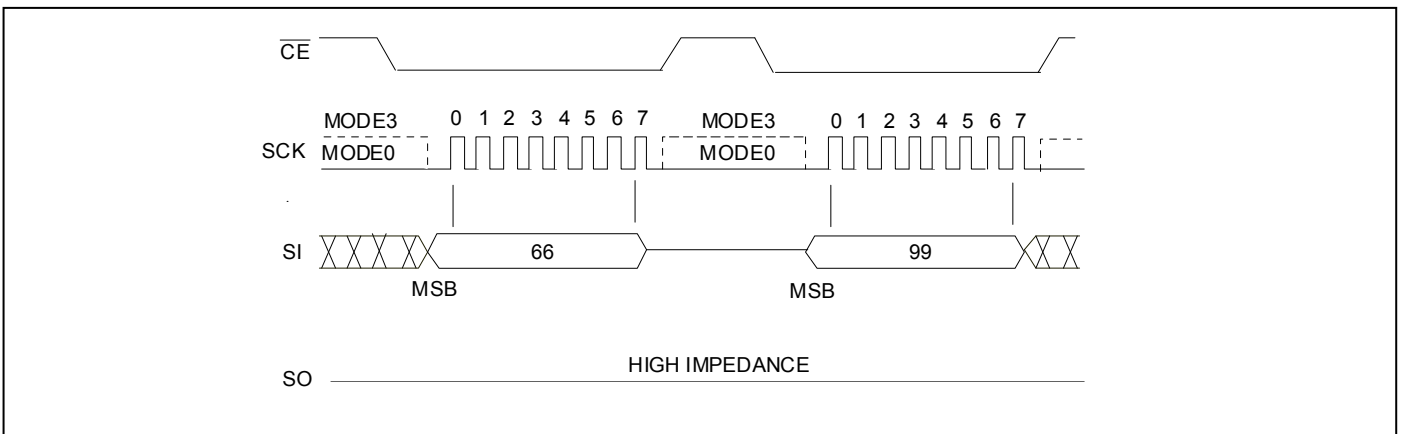 CE
MODE3 0 1 2 3 4 5 6 7 MODE3 0 1 2 3 4 5 6 7
SCK MODE0 MODE0
SI 66 99
MSB MSB
HIGH IMPEDANCE
SO